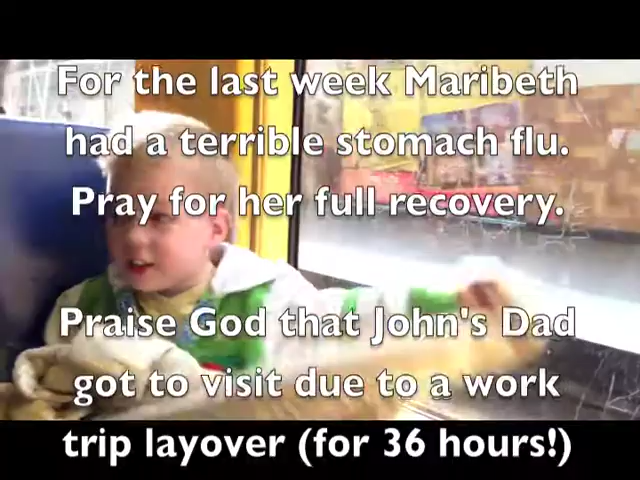 For the last week Maribeth
had a terrible stomach flu.
Pray for her full recovery.
Praise God that John's Dad
got to visit due to a work
trip layover (for 36 hours!)